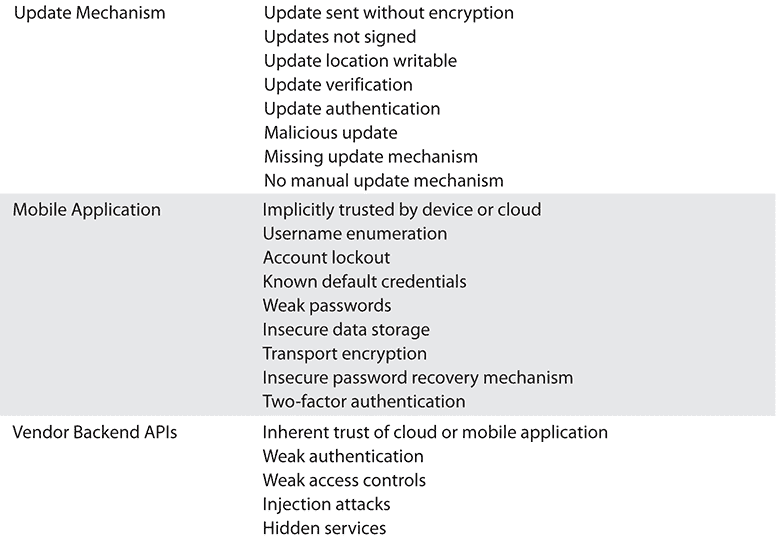 Update Mechanism Update sent without encryption
Updates not signed
Update location writable
Update verification
Update authentication
Malicious update
Missing update mechanism
No manual update mechanism
Mobile Application Implicitly trusted by device or cloud
Username enumeration
Account lockout
Known default credentials
Weak passwords
Insecure data storage
Transport encryption
Insecure password recovery mechanism
Two-factor authentication
Vendor Backend APIs Inherent trust of cloud or mobile application
Weak authentication
Weak access controls
Injection attacks
Hidden services